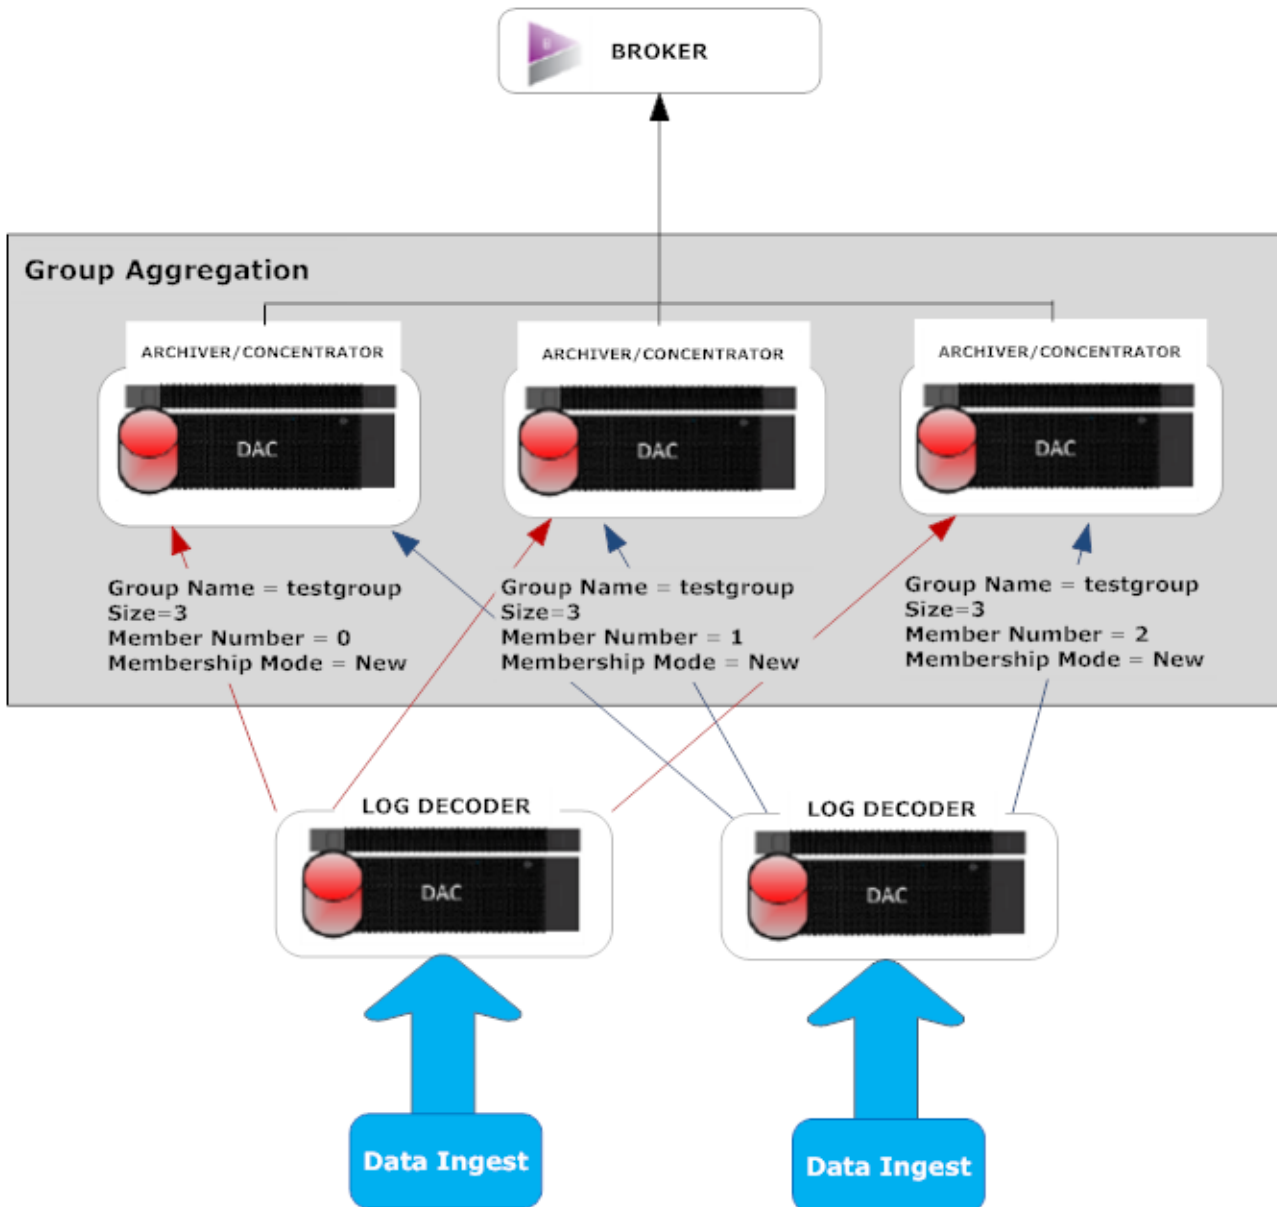 BROKER
Group Aggregation
ARCHIVER/CONCENTRATOR
ARCHIVER/CONCENTRATOR
ARCHIVER/CONCENTRATOR
DAC
DAC
DAC
Group Name = testgroup
Size=3
Member Number = 0
Membership Mode = New
Group Name = testgroup
Size=3
Member Number = 1
Membership Mode = New
Group Name = testgroup
Size=3
Member Number = 2
Membership Mode = New
LOG DECODER
LOG DECODER
DAC
DAC
Data Ingest
Data Ingest